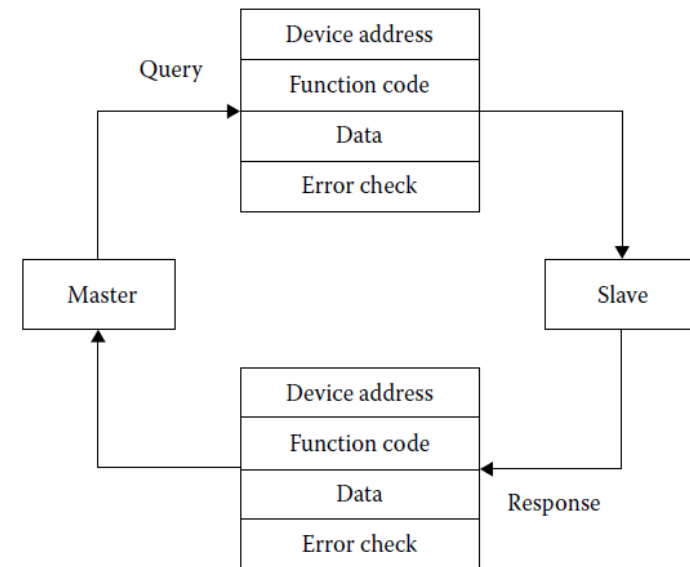 Device address
Query
Function code
Data
Error check
Master
Slave
Device address
Function code
Data
Response
Error check